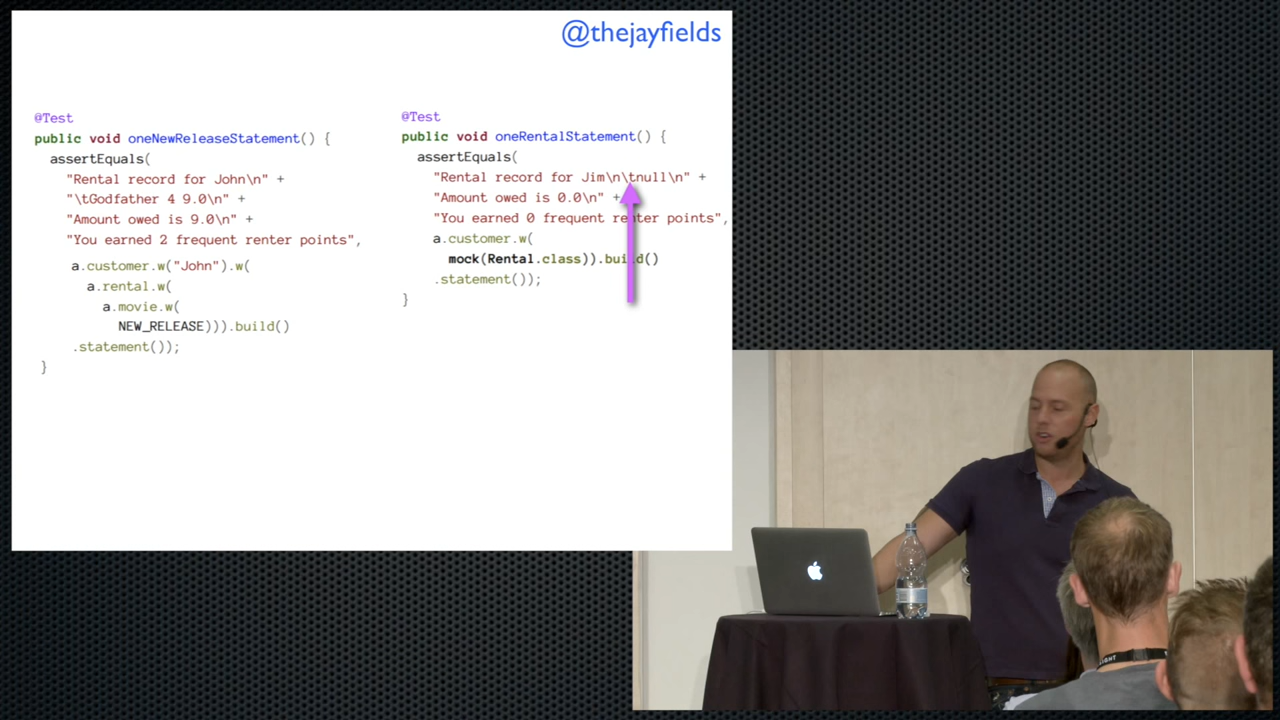 @thejayfields
@Test
public void oneNewReleaseStatement() {
assertEquals(
"Rental record for John\n" +
"\tGodfather 4 9.0\n" +
"Amount owed is 9.0\n" +
"You earned 2 frequent renter points",
a.customer.w("John").w(
a.rental.w(
a.movie.w(
NEW_RELEASE))).build()
.statement());
}
@Test
public void oneRentalStatement() {
assertEquals(
"Rental record for Jim\n\tnull\n" +
"Amount owed is 0.0\n" +
"You earned 0 frequent renter points",
a.customer.w(
mock(Rental.class)).build()
.statement());
}